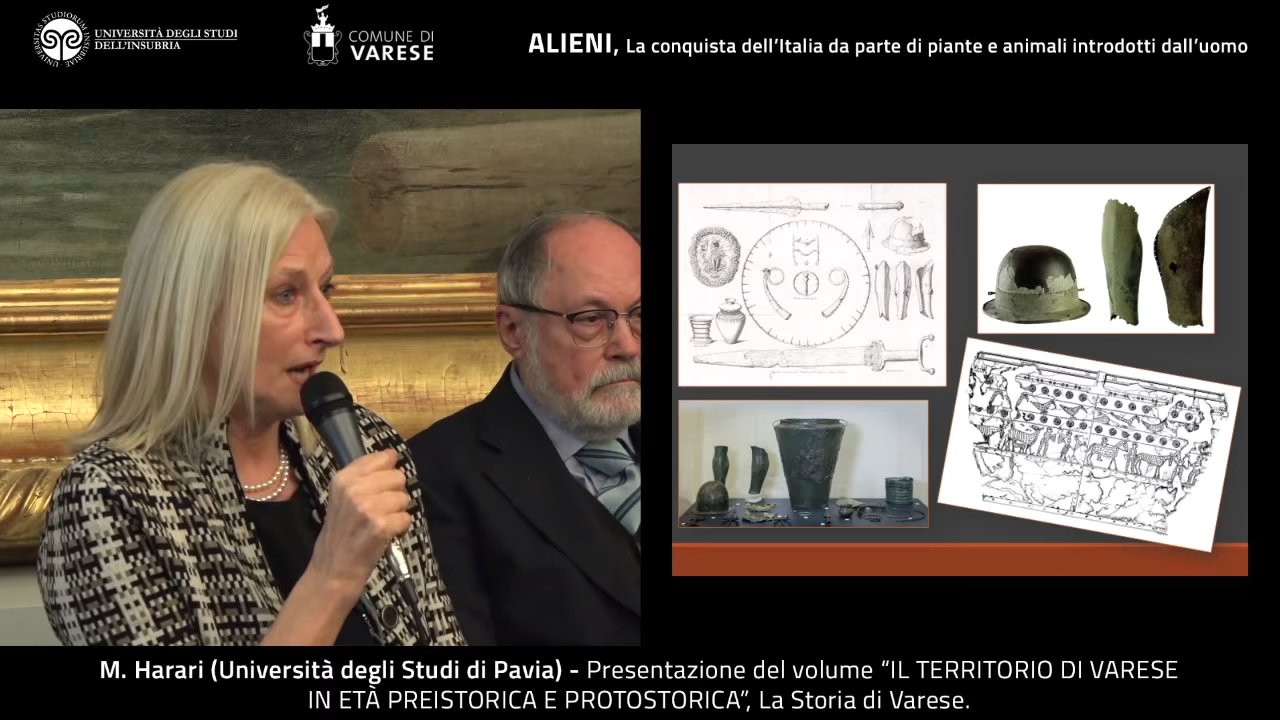 UNIVERSITÀ DEGLI STUDI
DELL'INSUBRIA
COMUNE DI
VARESE
ALIENI, La conquista dell'Italia da parte di piante e animali introdotti dall'uomo
M. Harari (Università degli Studi di Pavia) - Presentazione del volume “IL TERRITORIO DI VARESE
IN ETÀ PREISTORICA E PROTOSTORICA”, La Storia di Varese.